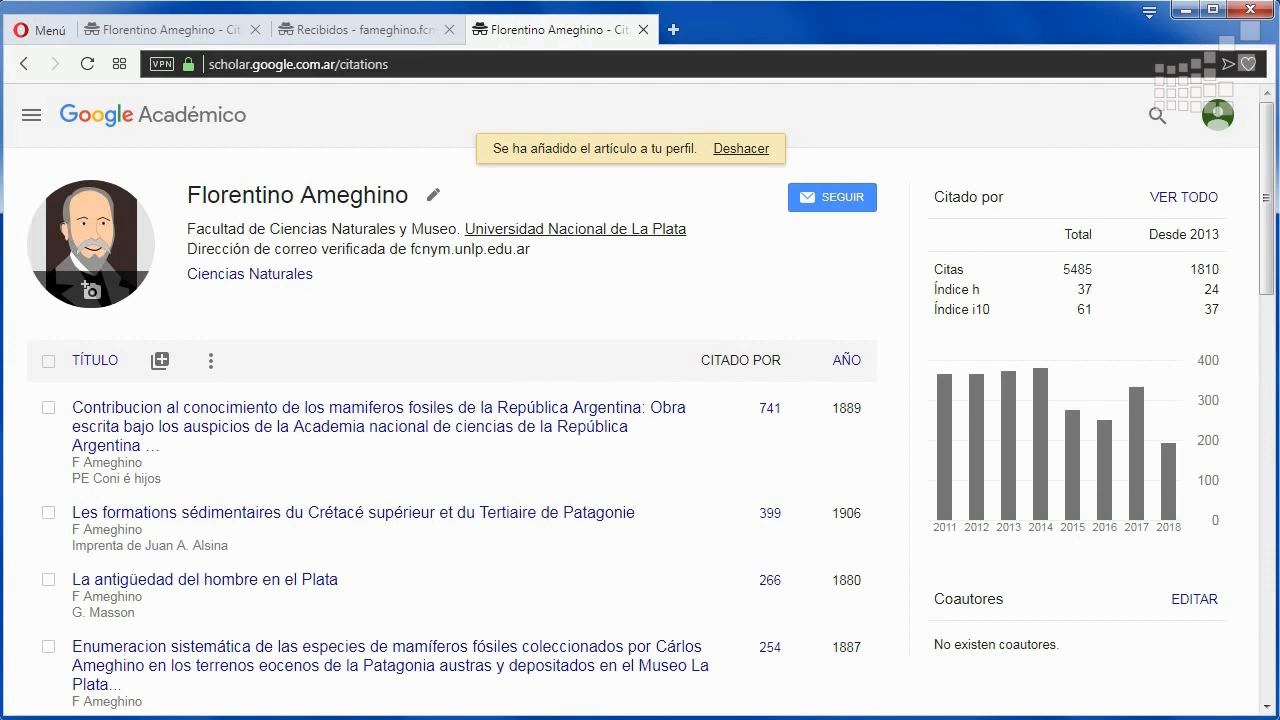 Menú
Florentino Ameghino - Cit
Recibidos - fameghino.fcn
Florentino Ameghino - Cit
VPN
scholar.google.com.ar/citations
Google Académico
Se ha añadido el artículo a tu perfil. Deshacer
Florentino Ameghino
SEGUIR
Facultad de Ciencias Naturales y Museo. Universidad Nacional de La Plata
Dirección de correo verificada de fcnym.unlp.edu.ar
Ciencias Naturales
TÍTULO CITADO POR AÑO
Contribucion al conocimiento de los mamiferos fosiles de la República Argentina: Obra 741 1889
escrita bajo los auspicios de la Academia nacional de ciencias de la República
Argentina ...
F Ameghino
PE Coni é hijos
Les formations sédimentaires du Crétacé supérieur et du Tertiaire de Patagonie 399 1906
F Ameghino
Imprenta de Juan A. Alsina
La antigüedad del hombre en el Plata 266 1880
F Ameghino
G. Masson
Enumeracion sistemática de las especies de mamíferos fósiles coleccionados por Cárlos 254 1887
Ameghino en los terrenos eocenos de la Patagonia austras y depositados en el Museo La
Plata...
F Ameghino
Citado por VER TODO
Total Desde 2013
Citas 5485 1810
Índice h 37 24
Índice i10 61 37
400
300
200
100
0
2011 2012 2013 2014 2015 2016 2017 2018
Coautores EDITAR
No existen coautores.